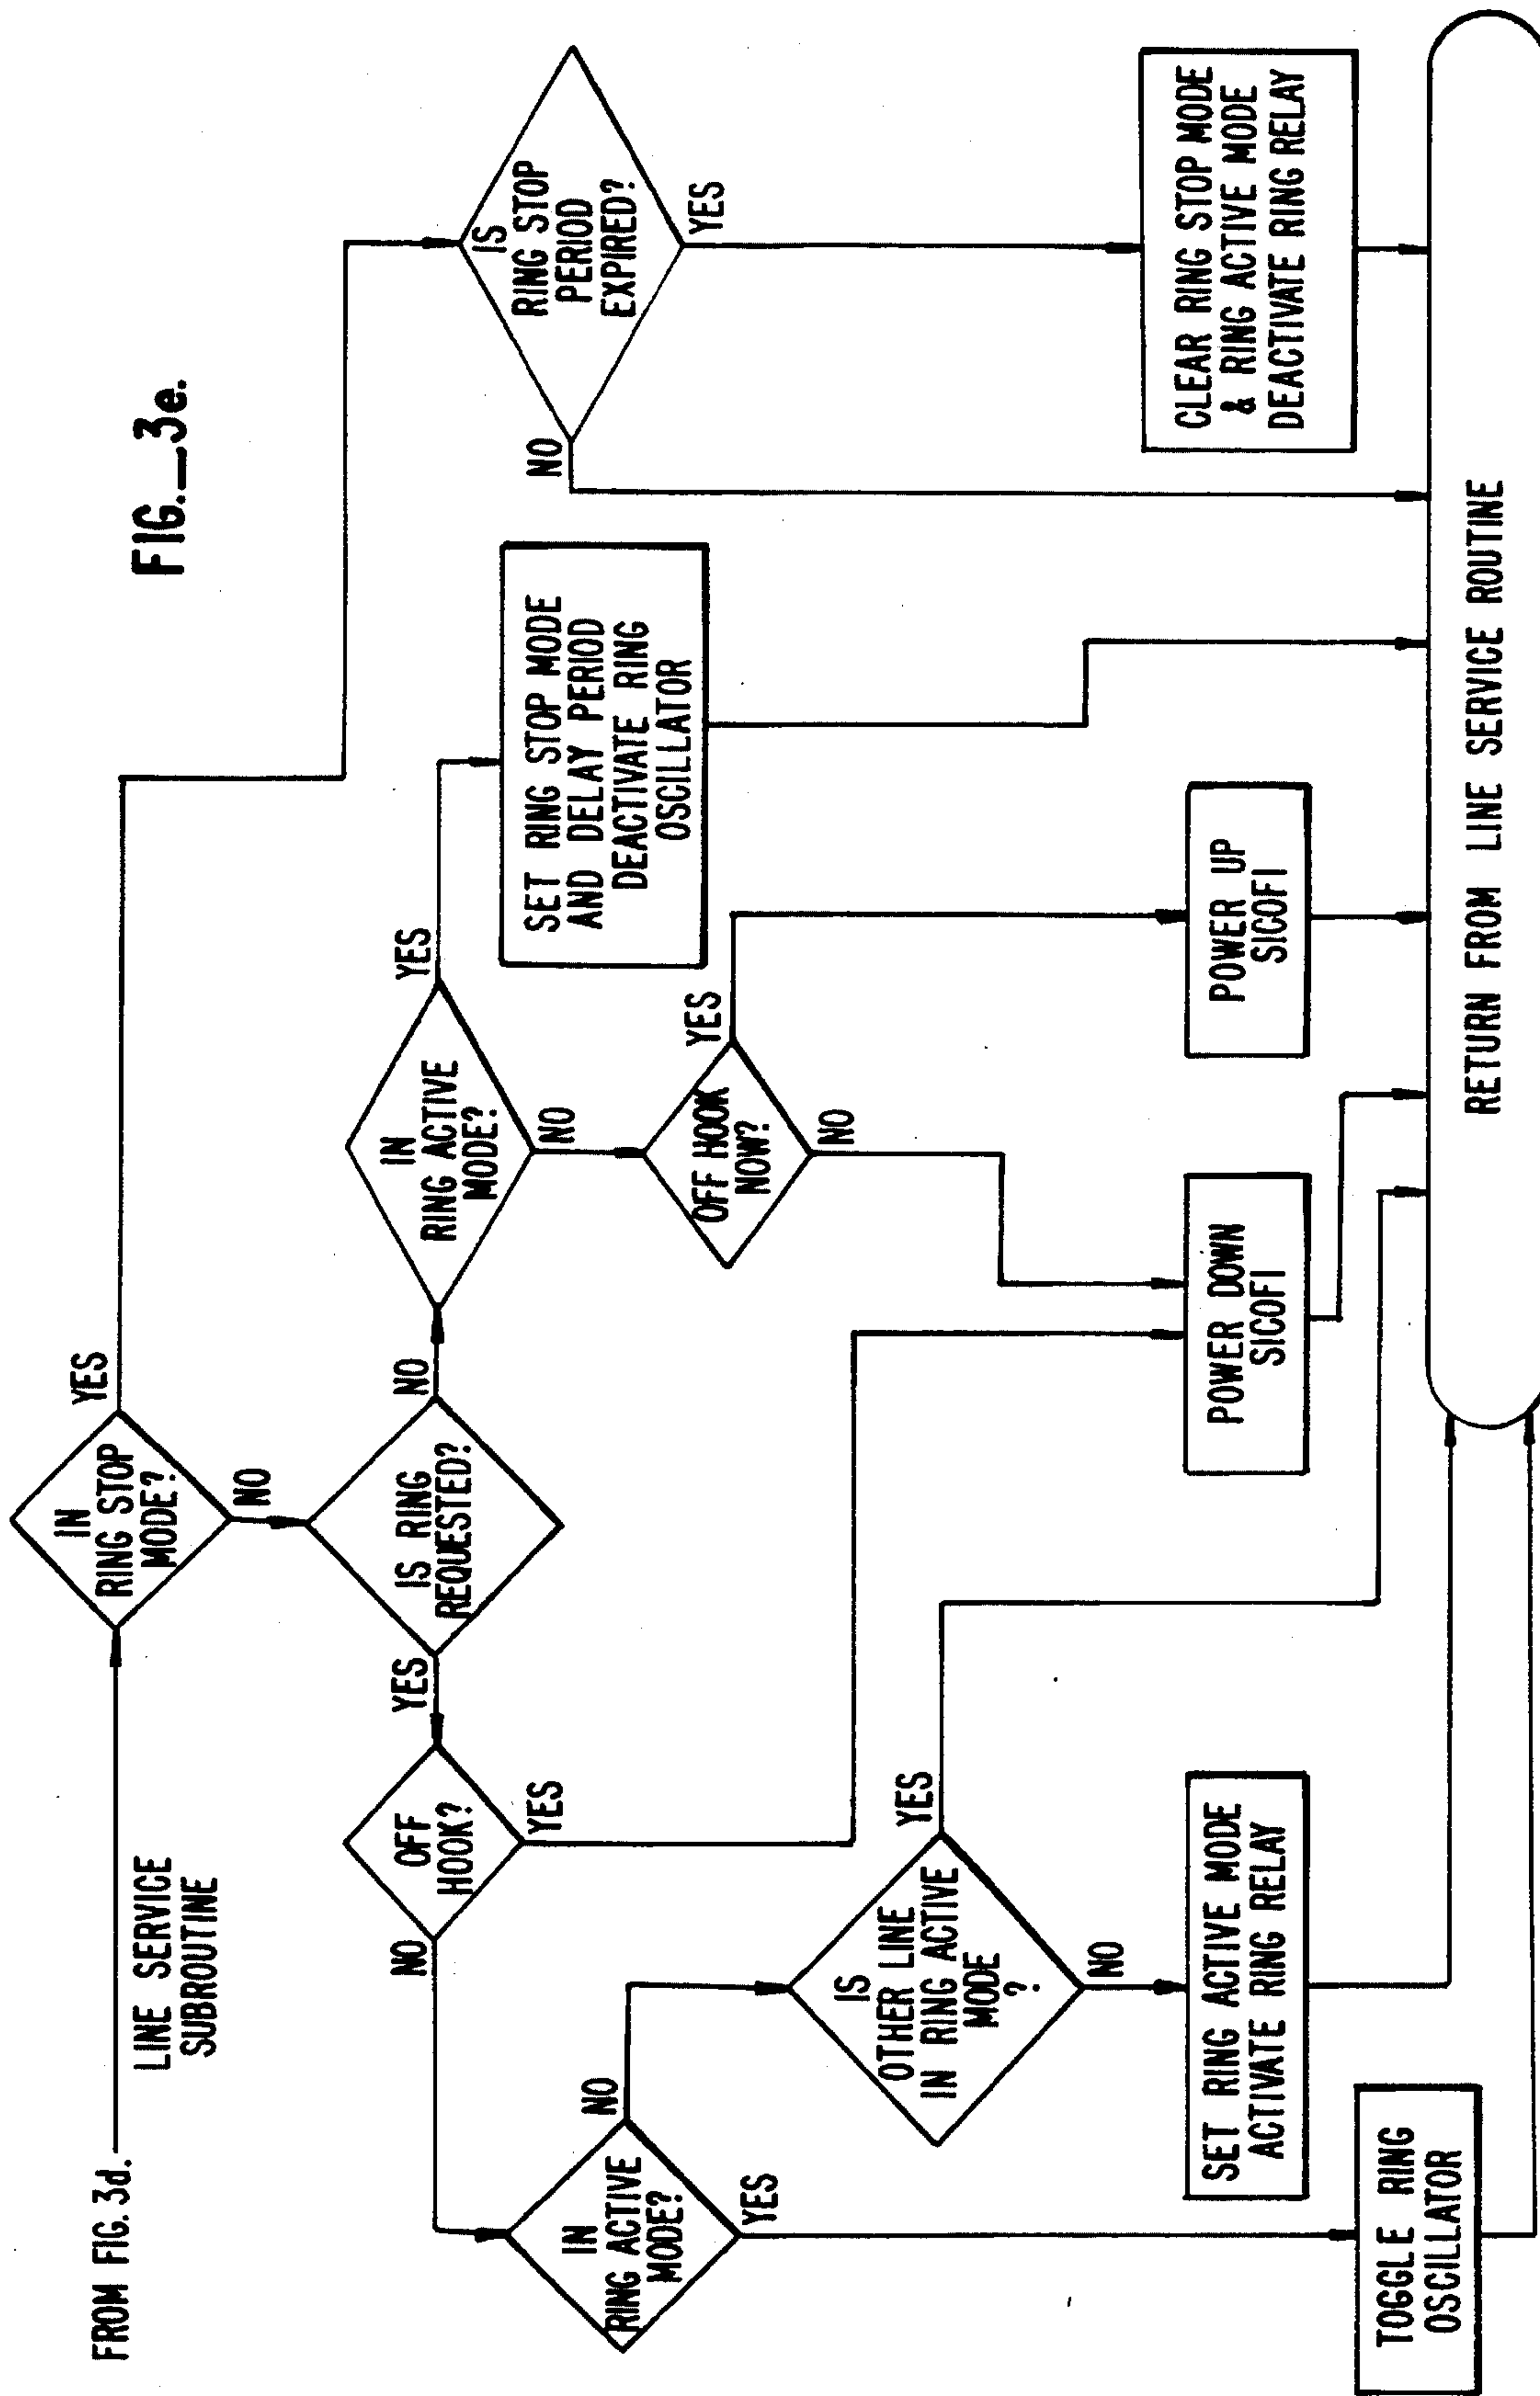 FIG._3e.
FROM FIG. 3d.
LINE SERVICE
SUBROUTINE
IN
RING STOP
MODE?
YES
NO
IS RING
REQUESTED?
YES
NO
OFF
HOOK?
NO
YES
IN
RING ACTIVE
MODE?
YES
NO
IS
RING STOP
PERIOD
EXPIRED?
NO
YES
IN
RING ACTIVE
MODE?
NO
YES
SET RING STOP MODE
AND DELAY PERIOD
DEACTIVATE RING
OSCILLATOR
OFF HOOK
NOW?
YES
NO
IS
OTHER LINE
IN RING ACTIVE
MODE
?
YES
NO
SET RING ACTIVE MODE
ACTIVATE RING RELAY
POWER DOWN
SICOFI
POWER UP
SICOFI
CLEAR RING STOP MODE
& RING ACTIVE MODE
DEACTIVATE RING RELAY
TOGGLE RING
OSCILLATOR
RETURN FROM LINE SERVICE ROUTINE